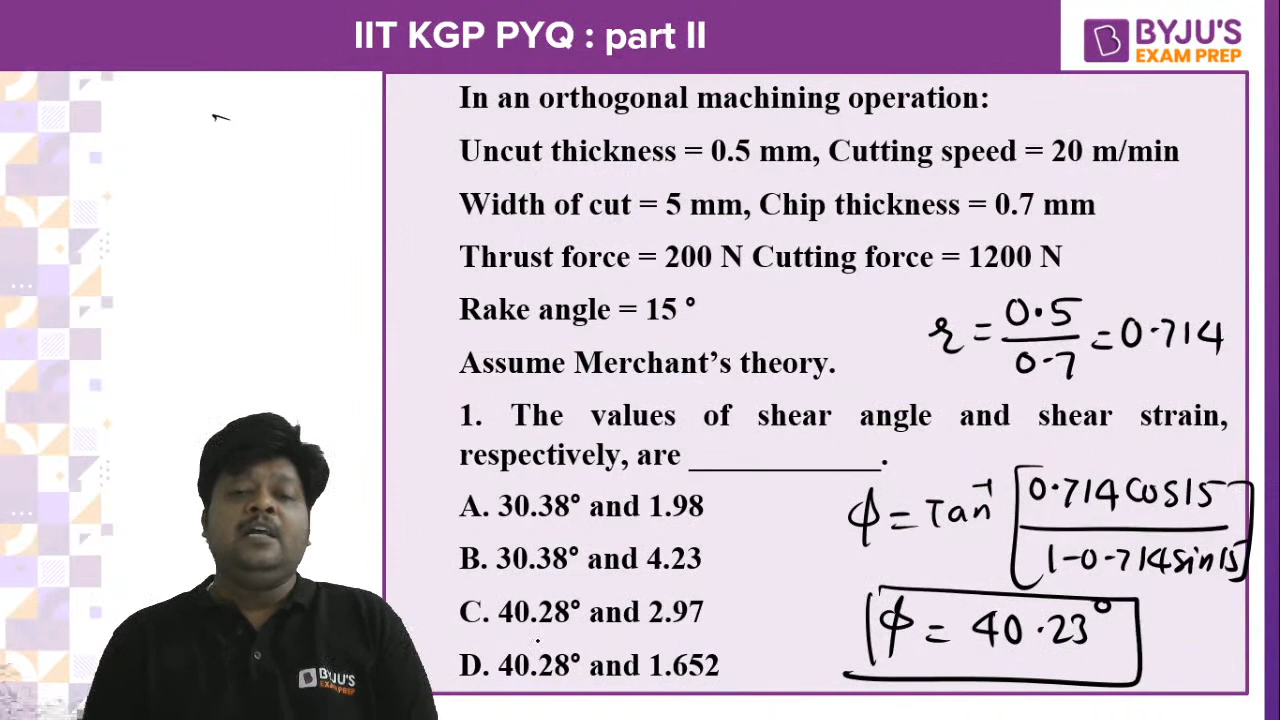 IIT KGP PYQ : part II
BYJU'S
EXAM PREP
In an orthogonal machining operation:
Uncut thickness = 0.5 mm, Cutting speed = 20 m/min
Width of cut = 5 mm, Chip thickness = 0.7 mm
Thrust force = 200 N Cutting force = 1200 N
Rake angle = 15 °
Assume Merchant's theory.
r = 0.5 / 0.7 = 0.714
1. The values of shear angle and shear strain,
respectively, are ____________.
A. 30.38° and 1.98
B. 30.38° and 4.23
C. 40.28° and 2.97
D. 40.28° and 1.652
ϕ = Tan⁻¹ [0.714 cos15 / 1-0.714 sin15]
ϕ = 40.23°
BYJU'S
EXAM PREP